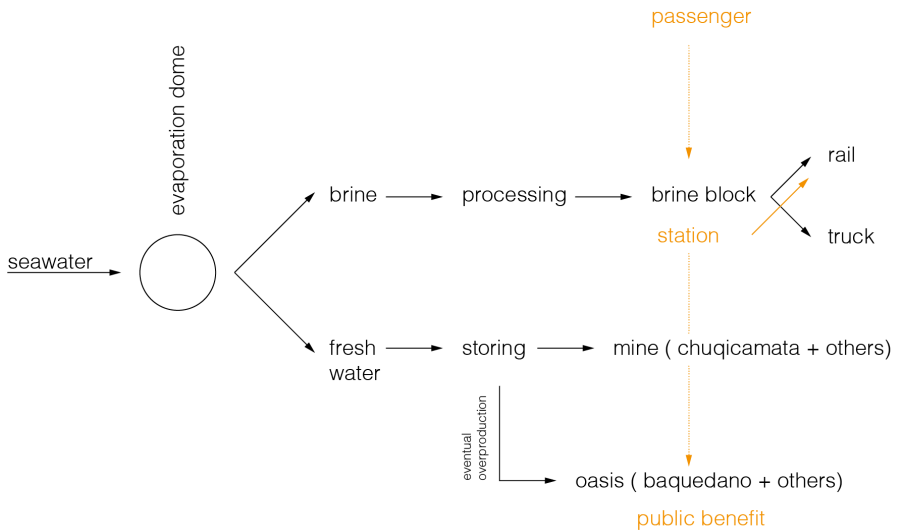 passenger
evaporation dome
rail
brine
processing
brine block
station
truck
seawater
fresh
water
storing
mine ( chuqicamata + others)
eventual
overproduction
oasis ( baquedano + others)
public benefit